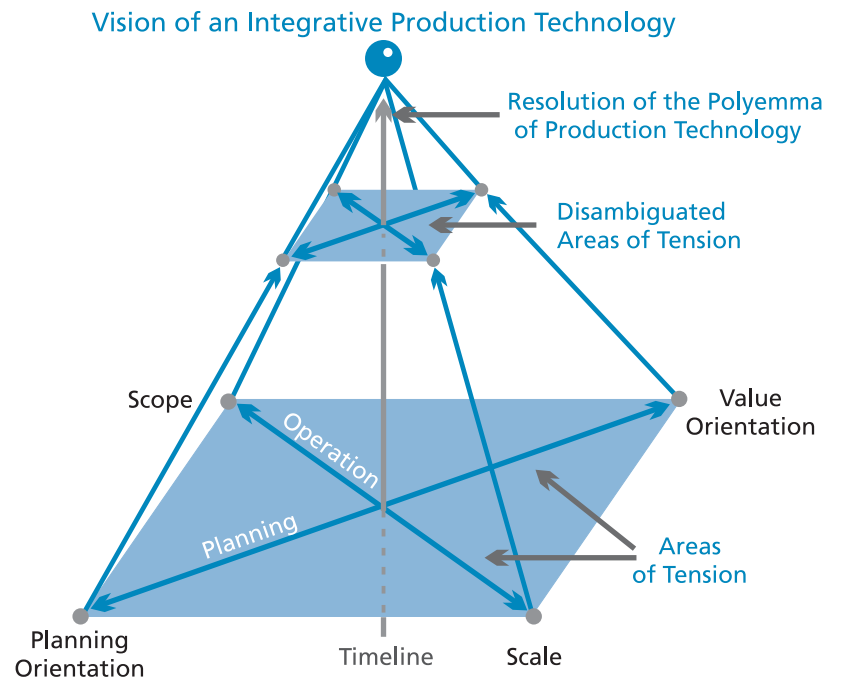 Vision of an Integrative Production Technology
Resolution of the Polyemma
of Production Technology
Disambiguated
Areas of Tension
Scope
Value
Orientation
Operation
Planning
Areas
of Tension
Planning
Orientation
Timeline
Scale